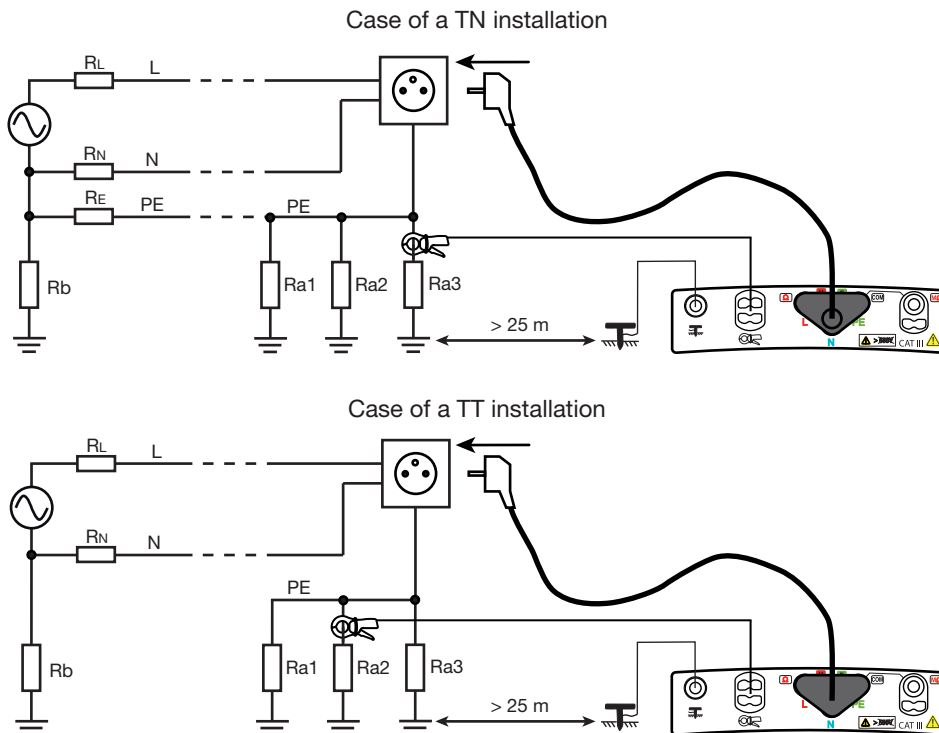 Case of a TN installation
RL
L
RN
N
RE
PE
PE
Rb
Ra1
Ra2
Ra3
> 25 m
COM
L
PE
N
CAT III
Case of a TT installation
RL
L
RN
N
PE
Rb
Ra1
Ra2
Ra3
> 25 m
COM
L
PE
N
CAT III